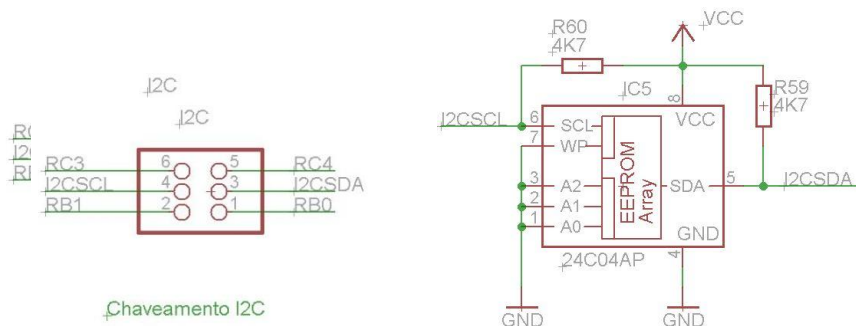 I2C
I2C
RC3 6 5 RC4
I2CSCL 4 3 I2CSDA
RB1 2 1 RB0
Chaveamento I2C
R60
4K7
VCC
R59
4K7
IC5
8
VCC
I2CSCL 6 SCL
7 WP
3 A2
2 A1
1 A0
EEPROM
Array
SDA 5 I2CSDA
GND
4
24C04AP
GND
GND